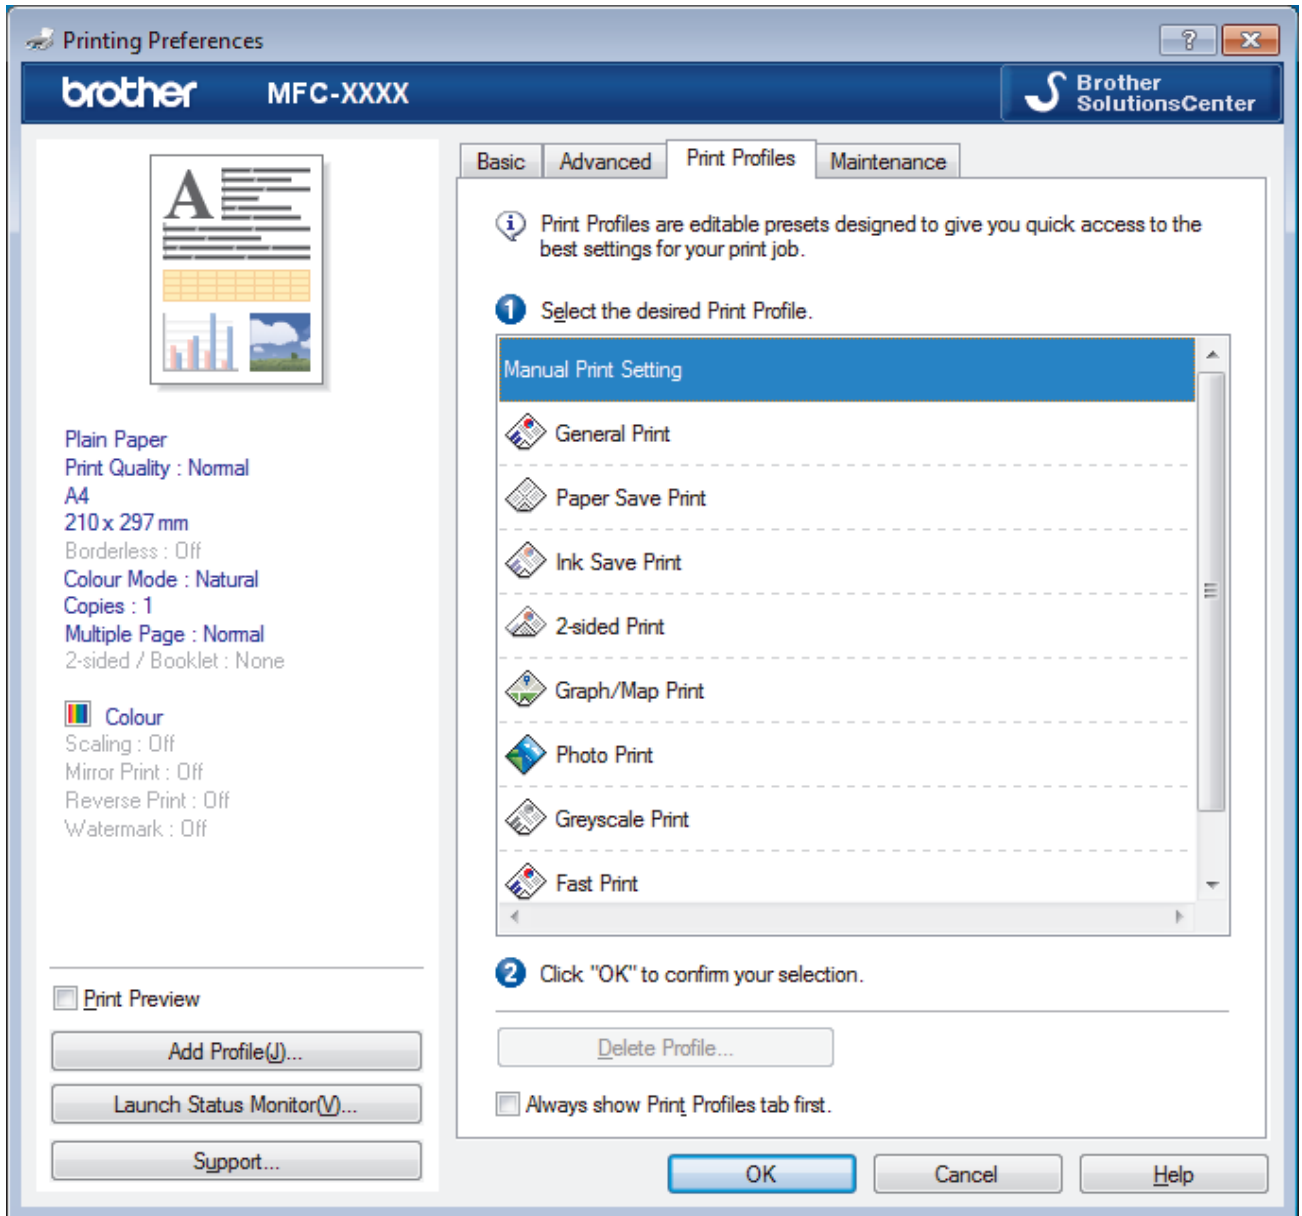 Printing Preferences
brother MFC-XXXX
Brother
SolutionsCenter
A
Plain Paper
Print Quality : Normal
A4
210 x 297 mm
Borderless : Off
Colour Mode : Natural
Copies : 1
Multiple Page : Normal
2-sided / Booklet : None
Colour
Scaling : Off
Mirror Print : Off
Reverse Print : Off
Watermark : Off
Print Preview
Add Profile(J)...
Launch Status Monitor(V)...
Support...
Basic Advanced Print Profiles Maintenance
Print Profiles are editable presets designed to give you quick access to the
best settings for your print job.
1 Select the desired Print Profile.
Manual Print Setting
General Print
Paper Save Print
Ink Save Print
2-sided Print
Graph/Map Print
Photo Print
Greyscale Print
Fast Print
2 Click "OK" to confirm your selection.
Delete Profile...
Always show Print Profiles tab first.
OK Cancel Help